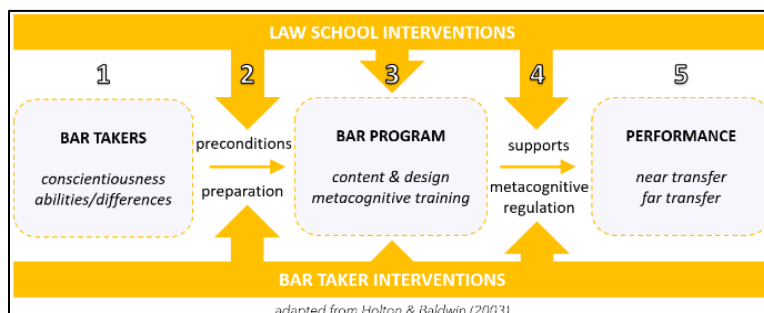 LAW SCHOOL INTERVENTIONS
1
2
3
4
5
BAR TAKERS
conscientiousness
abilities/differences
preconditions
preparation
BAR PROGRAM
content & design
metacognitive training
supports
metacognitive
regulation
PERFORMANCE
near transfer
far transfer
BAR TAKER INTERVENTIONS
adapted from Holton & Baldwin (2003)